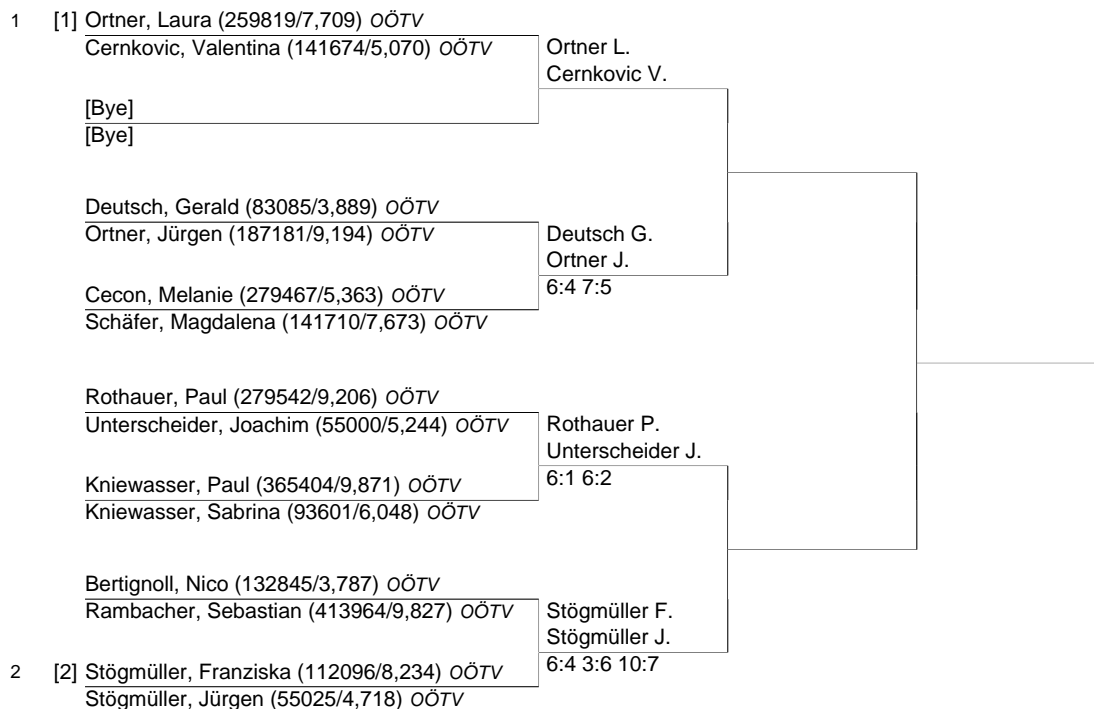 1 [1] Ortner, Laura (259819/7,709) OÖTV
Cernkovic, Valentina (141674/5,070) OÖTV
Ortner L.
Cernkovic V.
[Bye]
[Bye]
Deutsch, Gerald (83085/3,889) OÖTV
Ortner, Jürgen (187181/9,194) OÖTV
Deutsch G.
Ortner J.
6:4 7:5
Cecon, Melanie (279467/5,363) OÖTV
Schäfer, Magdalena (141710/7,673) OÖTV
Rothauer, Paul (279542/9,206) OÖTV
Unterscheider, Joachim (55000/5,244) OÖTV
Rothauer P.
Unterscheider J.
6:1 6:2
Kniewasser, Paul (365404/9,871) OÖTV
Kniewasser, Sabrina (93601/6,048) OÖTV
Bertignoll, Nico (132845/3,787) OÖTV
Rambacher, Sebastian (413964/9,827) OÖTV
Stögmüller F.
Stögmüller J.
6:4 3:6 10:7
2 [2] Stögmüller, Franziska (112096/8,234) OÖTV
Stögmüller, Jürgen (55025/4,718) OÖTV